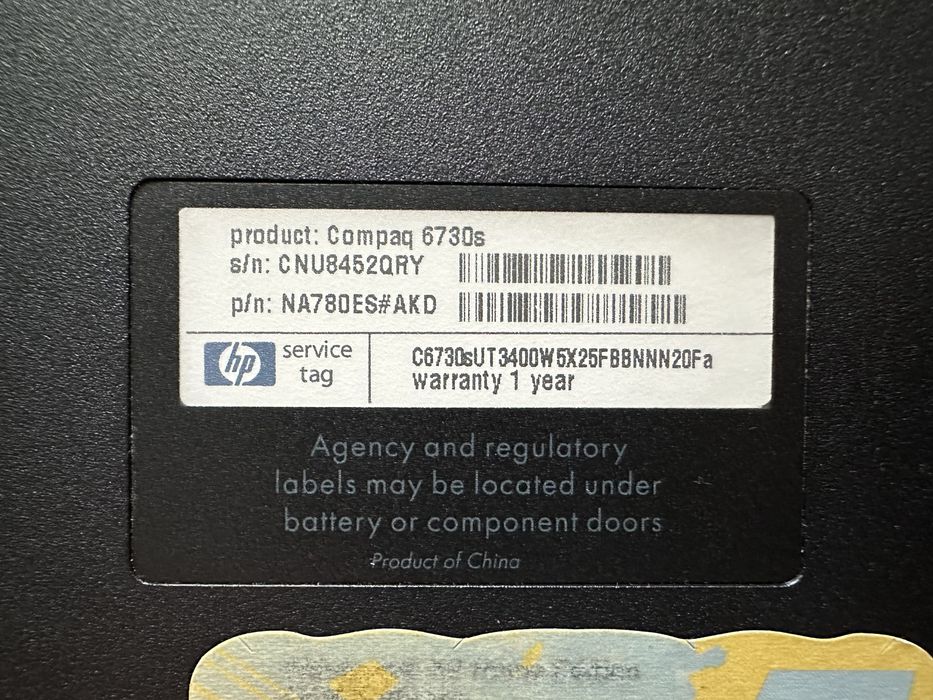 product: Compaq 6730s
s/n: CNU8452QRY
p/n: NA780ES#AKD
hp
service
tag
C6730sUT3400W5X25FBBNNN20Fa
warranty 1 year
Agency and regulatory
labels may be located under
battery or component doors
Product of China